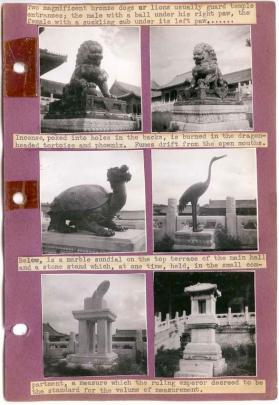 Two magnificent bronze dogs or lions usually guard temple
entrances; the male with a ball under his right paw, the
female with a suckling cub under its left paw.......
Incense, poked into holes in the backs, is burned in the dragon-
headed tortoise and phoenix. Fumes drift from the open mouths.
Below, is a marble sundial on the top terrace of the main hall
and a stone stand which, at one time, held, in the small com-
partment, a measure which the ruling emperor decreed to be
the standard for the volume of measurement.